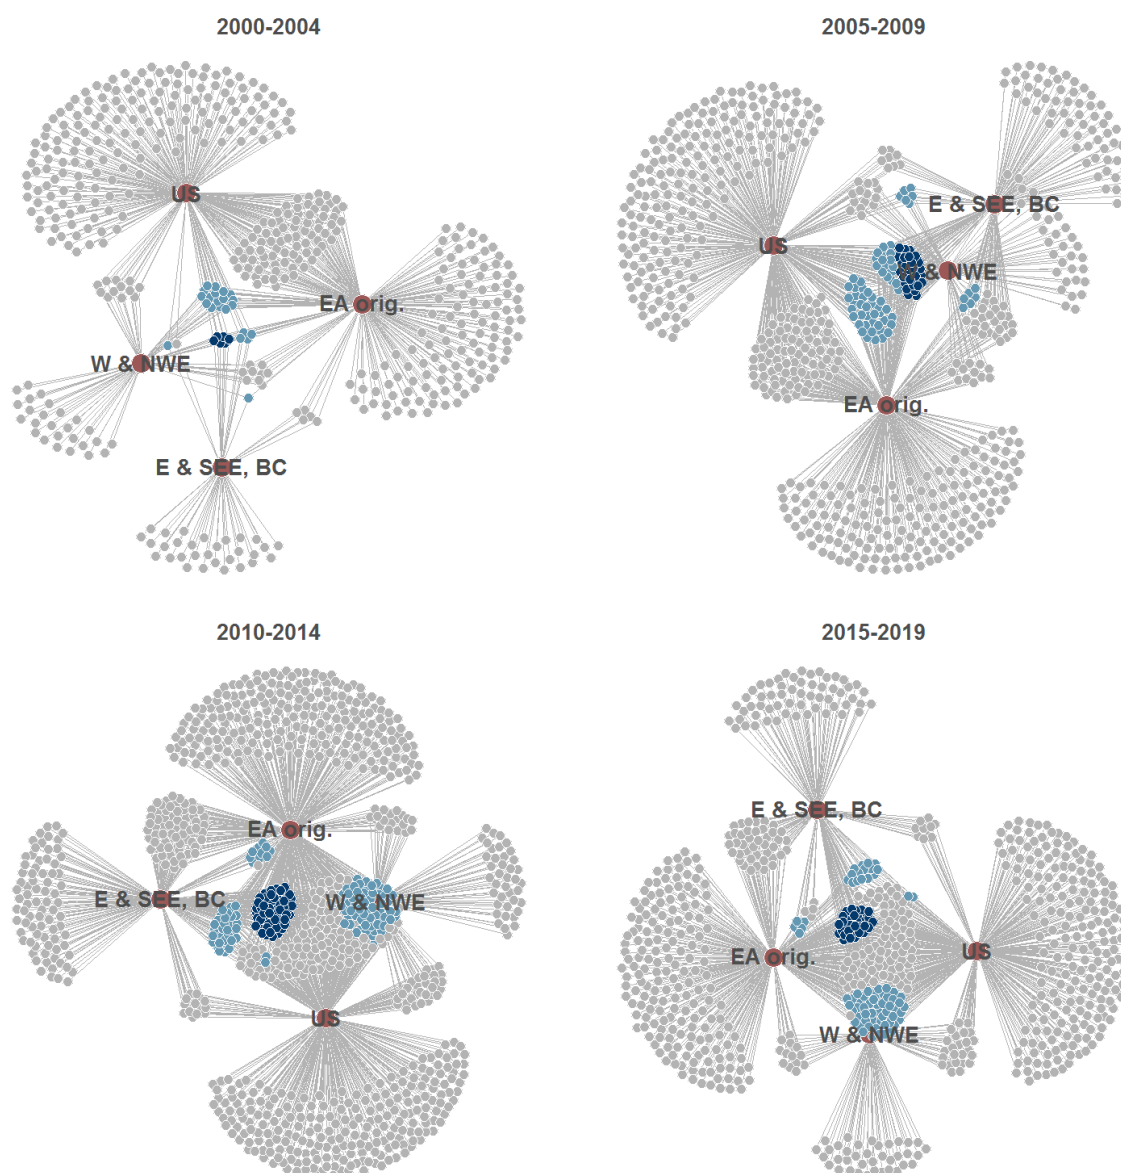 2000-2004
2005-2009
US
EA orig.
W & NWE
E & SEE, BC
E & SEE, BC
US
W & NWE
EA orig.
2010-2014
2015-2019
EA orig.
E & SEE, BC
W & NWE
US
E & SEE, BC
EA orig.
US
W & NWE